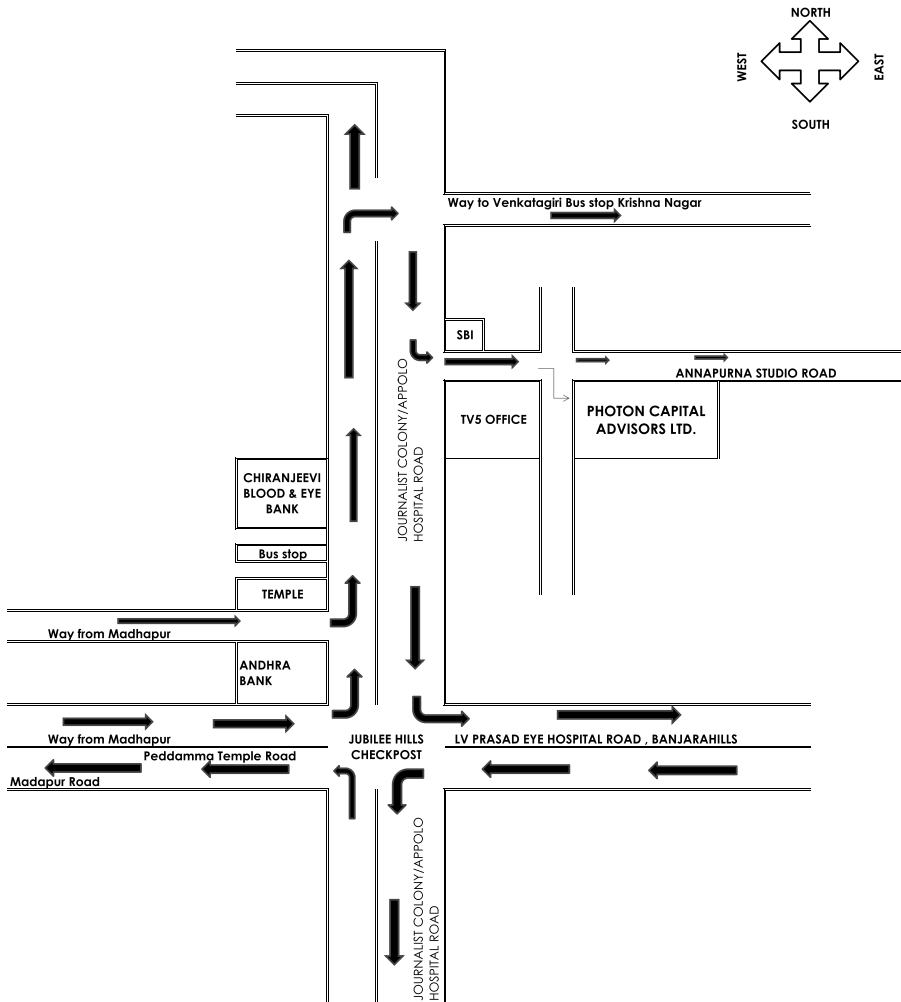 NORTH
WEST
EAST
SOUTH
Way to Venkatagiri Bus stop Krishna Nagar
SBI
ANNAPURNA STUDIO ROAD
JOURNALIST COLONY/APPOLO
HOSPITAL ROAD
TV5 OFFICE
PHOTON CAPITAL
ADVISORS LTD.
CHIRANJEEVI
BLOOD & EYE
BANK
Bus stop
TEMPLE
Way from Madhapur
ANDHRA
BANK
Way from Madhapur
JUBILEE HILLS
CHECKPOST
LV PRASAD EYE HOSPITAL ROAD , BANJARAHILLS
Peddamma Temple Road
Madapur Road
JOURNALIST COLONY/APPOLO
HOSPITAL ROAD